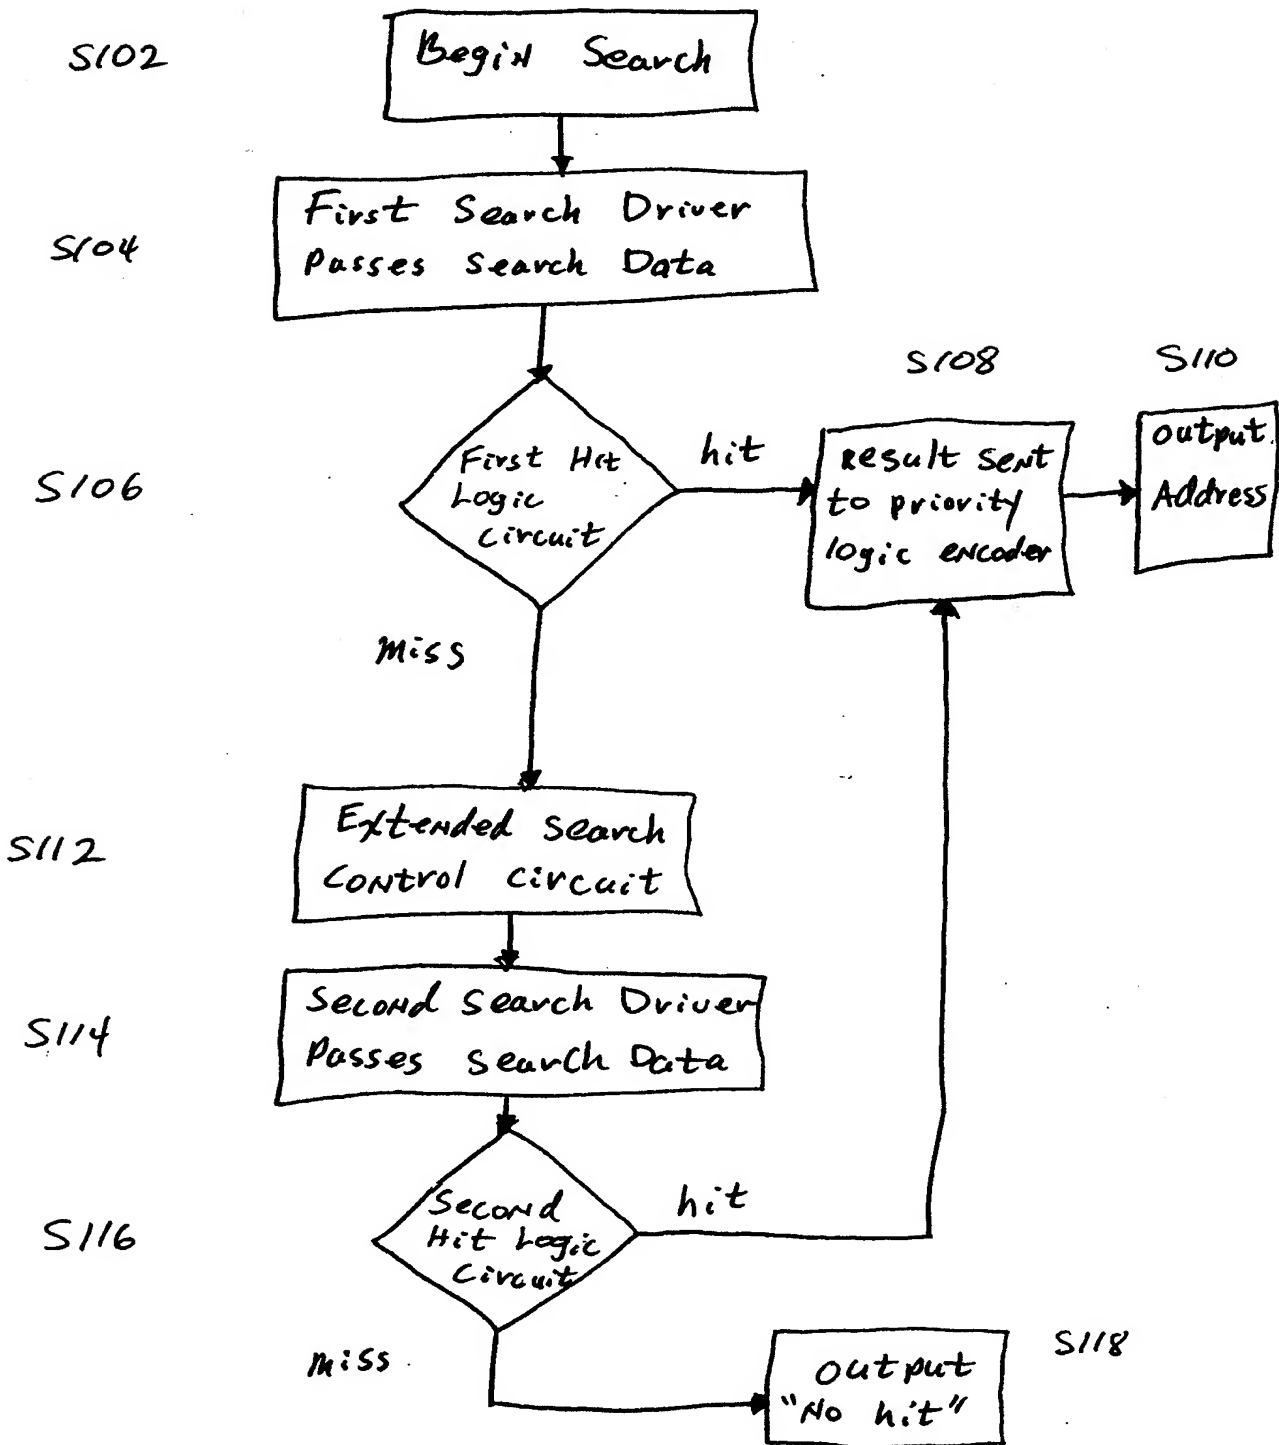 S102
Begin Search
S104
First Search Driver
Passes Search Data
S108
S110
S106
First Hit
Logic
Circuit
hit
Result Sent
to priority
logic encoder
Output
Address
Miss
S112
Extended Search
Control Circuit
S114
Second Search Driver
Passes Search Data
S116
Second
Hit Logic
Circuit
hit
Miss
S118
Output
"No hit"